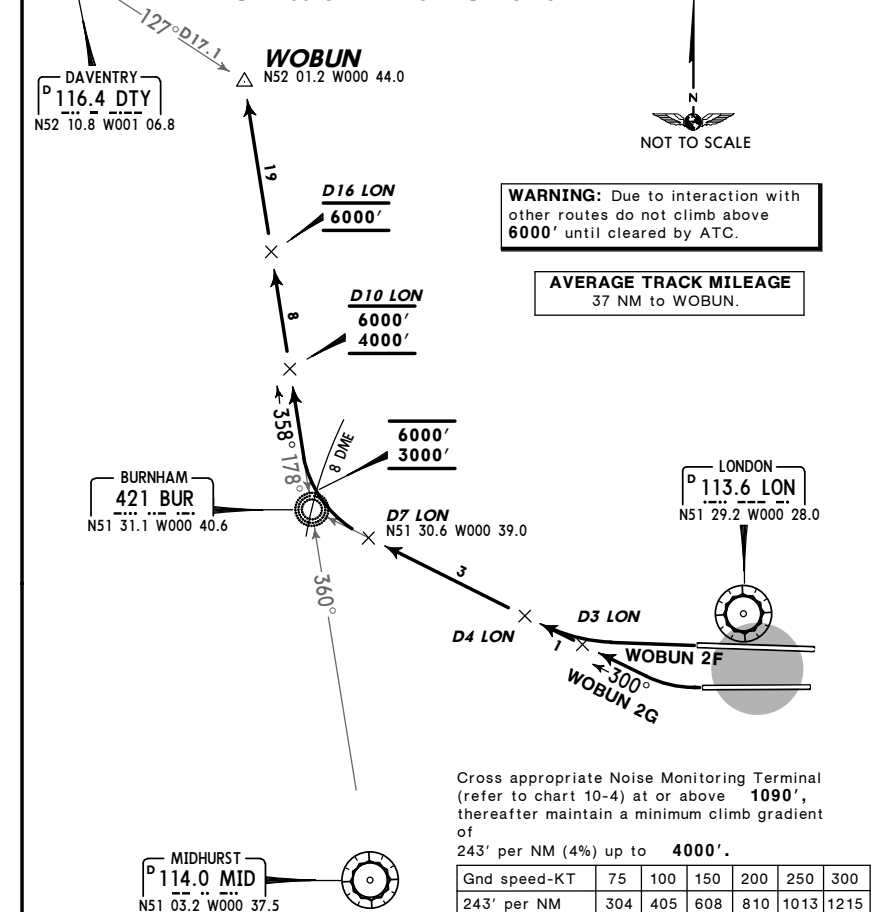 127° D17.1
WOBUN
N52 01.2 W000 44.0
DAVENTRY
D 116.4 DTY
N52 10.8 W001 06.8
N
NOT TO SCALE
19
D16 LON
6000′
WARNING: Due to interaction with
other routes do not climb above
6000′ until cleared by ATC.
AVERAGE TRACK MILEAGE
37 NM to WOBUN.
8
D10 LON
6000′
4000′
358°
178°
8 DME
6000′
3000′
BURNHAM
421 BUR
N51 31.1 W000 40.6
D7 LON
N51 30.6 W000 39.0
LONDON
D 113.6 LON
N51 29.2 W000 28.0
3
360°
D3 LON
D4 LON
1
WOBUN 2F
300°
WOBUN 2G
Cross appropriate Noise Monitoring Terminal
(refer to chart 10-4) at or above 1090′,
thereafter maintain a minimum climb gradient
of
243′ per NM (4%) up to 4000′.
MIDHURST
D 114.0 MID
N51 03.2 W000 37.5
Gnd speed-KT 75 100 150 200 250 300
243′ per NM 304 405 608 810 1013 1215